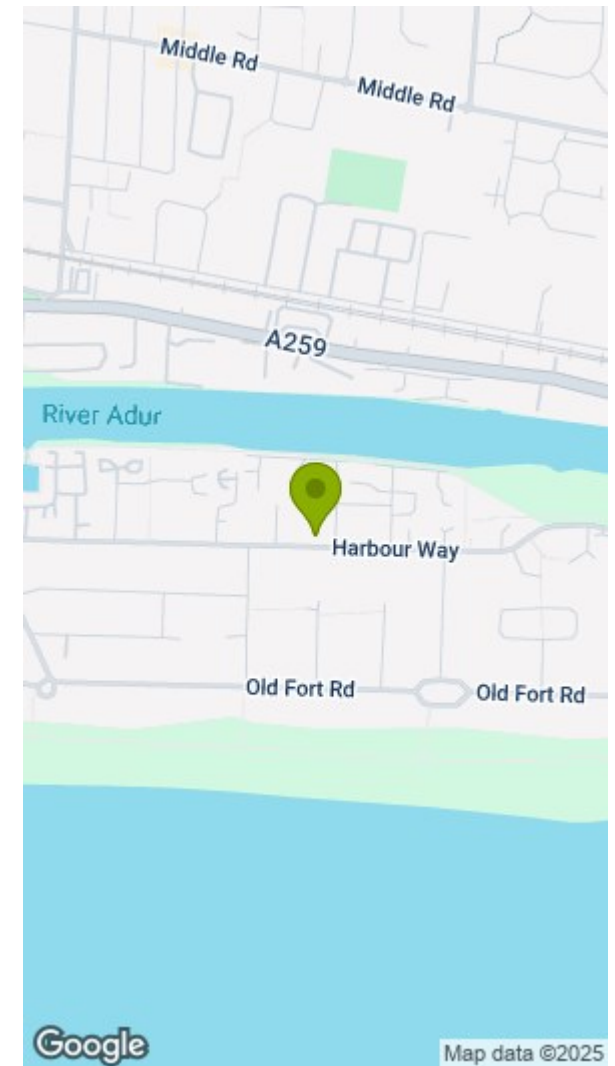 Middle Rd
Middle Rd
A259
River Adur
Harbour Way
Old Fort Rd
Old Fort Rd
Google
Map data ©2025